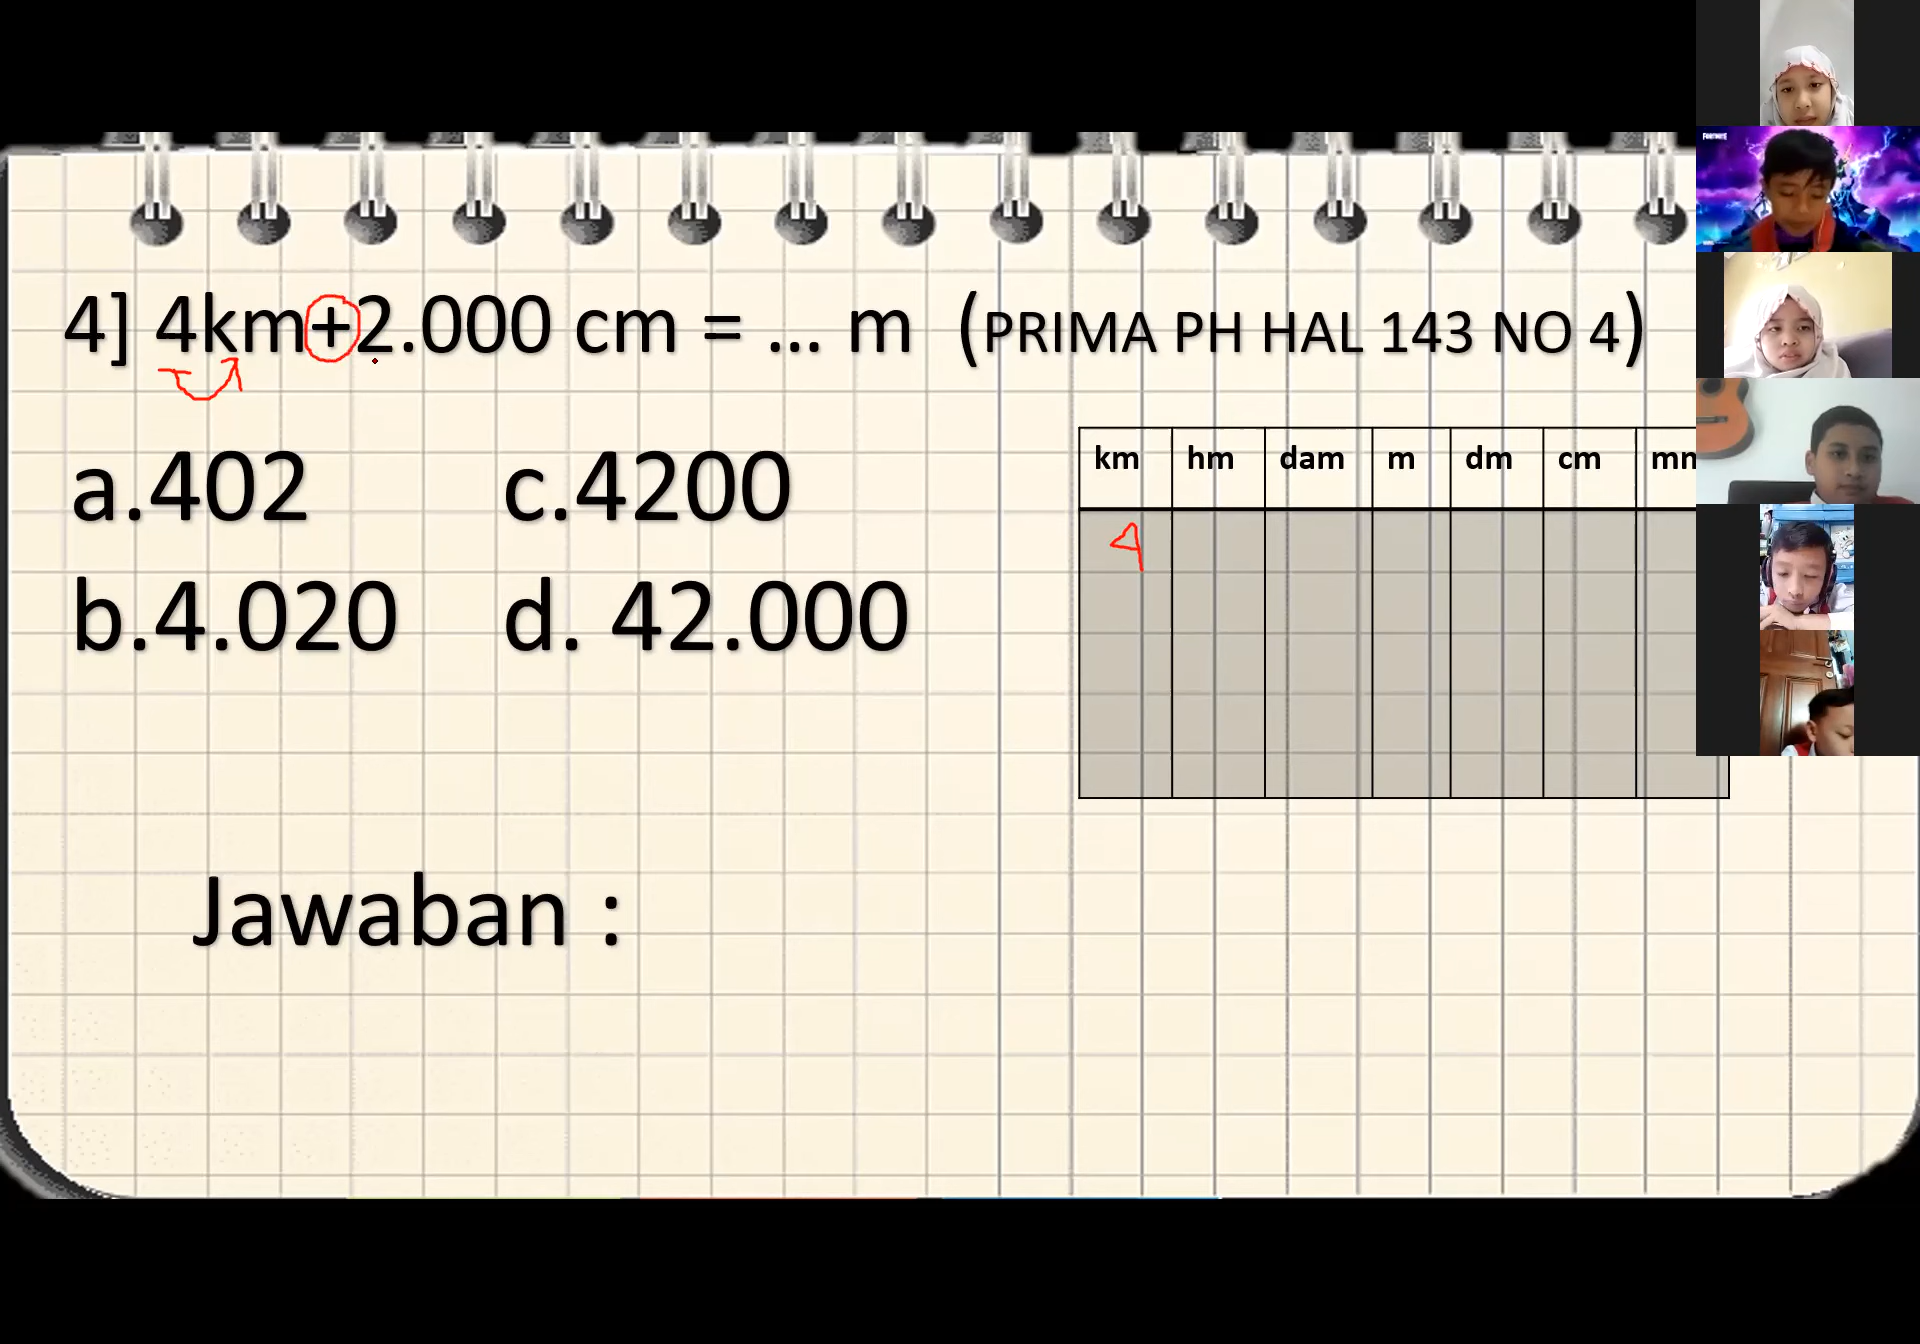 4] 4km+2.000 cm = ... m (PRIMA PH HAL 143 NO 4)
a.402 c.4200
b.4.020 d. 42.000
km hm dam m dm cm
4
Jawaban :
FORTNITE